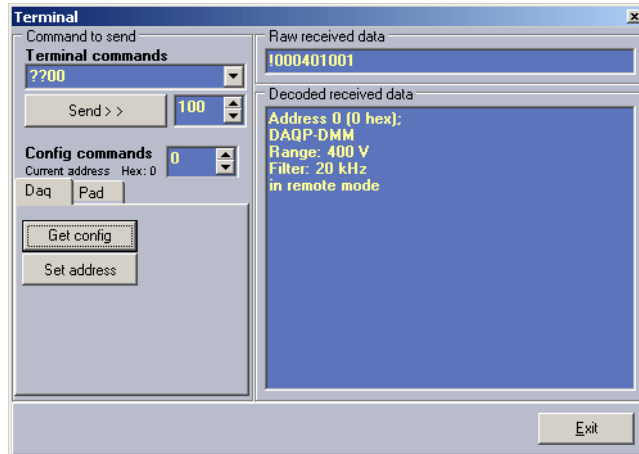 Terminal
Command to send
Terminal commands
??00
Send > >
100
Config commands
Current address Hex: 0
0
Daq
Pad
Get config
Set address
Raw received data
!000401001
Decoded received data
Address 0 (0 hex);
DAQP-DMM
Range: 400 V
Filter: 20 kHz
in remote mode
Exit